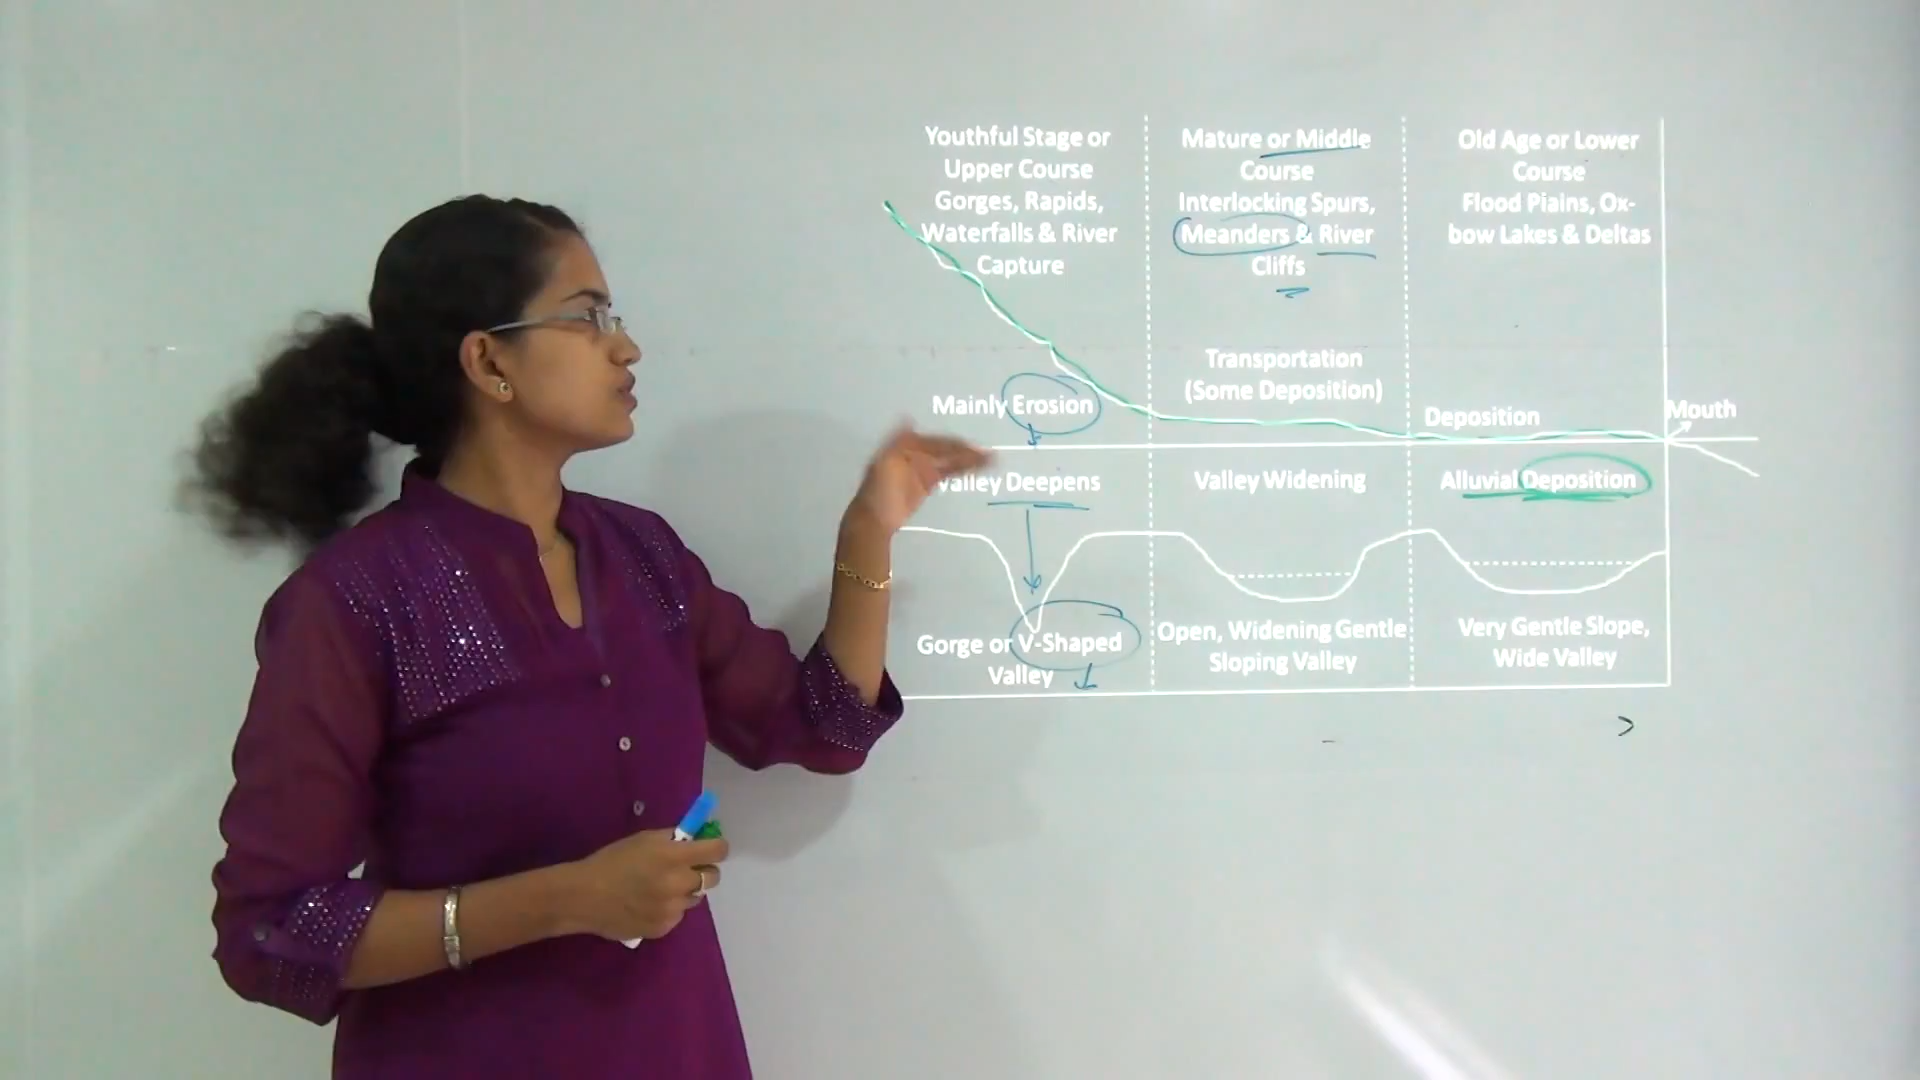 Youthful Stage or
Upper Course
Gorges, Rapids,
Waterfalls & River
Capture
Mature or Middle
Course
Interlocking Spurs,
Meanders & River
Cliffs
Old Age or Lower
Course
Flood Plains, Ox-
bow Lakes & Deltas
Mainly Erosion
Transportation
(Some Deposition)
Deposition
Mouth
Valley Deepens
Valley Widening
Alluvial Deposition
Gorge or V-Shaped
Valley
Open, Widening Gentle
Sloping Valley
Very Gentle Slope,
Wide Valley